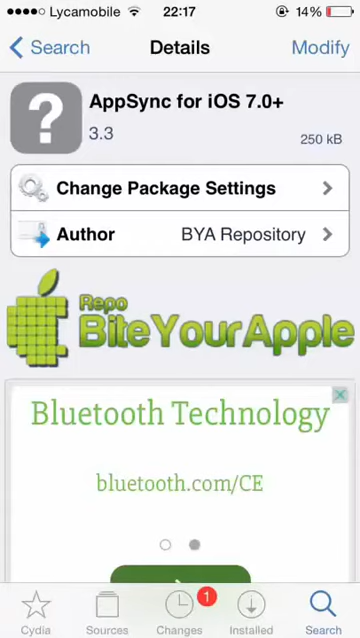 Lycamobile 22:17 14%
Search Details Modify
?
AppSync for iOS 7.0+
3.3 250 kB
Change Package Settings
Author BYA Repository
Repo
BiteYourApple
Bluetooth Technology
bluetooth.com/CE
1
Cydia Sources Changes Installed Search